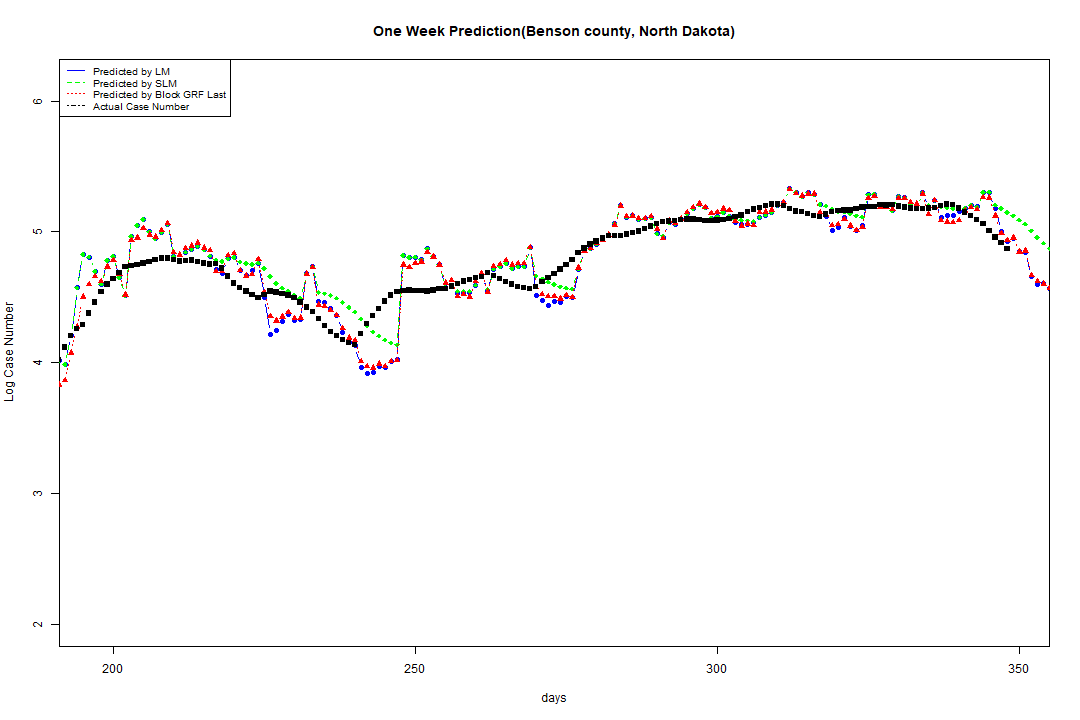 One Week Prediction(Benson county, North Dakota)
Predicted by LM
Predicted by SLM
Predicted by Block GRF Last
Actual Case Number
6
5
4
3
2
Log Case Number
200 250 300 350
days